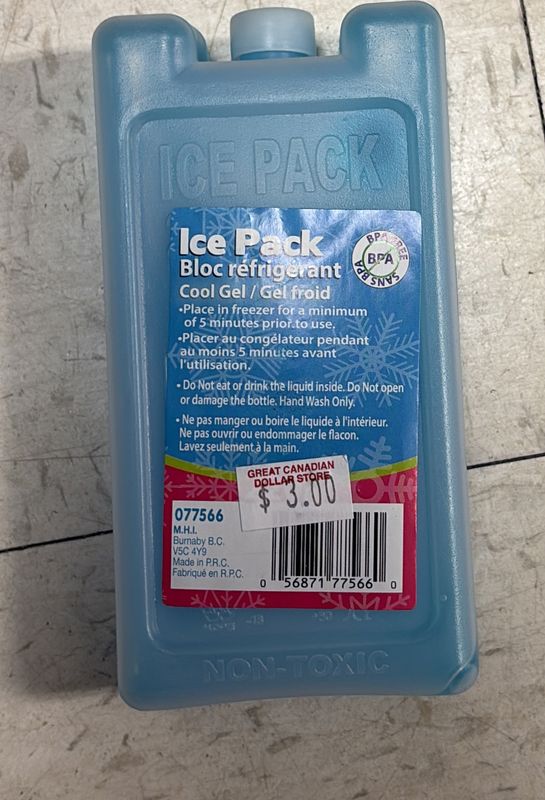 ICE PACK
Ice Pack
Bloc réfrigérant
Cool Gel / Gel froid
BPA FREE
BPA
SANS BPA
•Place in freezer for a minimum
of 5 minutes prior.to use.
•Placer au congélateur pendant
au moins 5 minutes avant
l'utilisation.
• Do Not eat or drink the liquid inside. Do Not open
or damage the bottle. Hand Wash Only.
• Ne pas manger ou boire le liquide à l'intérieur.
Ne pas ouvrir ou endommager le flacon.
Lavez seulement à la main.
GREAT CANADIAN
DOLLAR STORE
$ 3.00
077566
M.H.I.
Burnaby B.C.
V5C 4Y9
Made in P.R.C.
Fabriqué en R.P.C.
0 56871 77566 0
NON-TOXIC